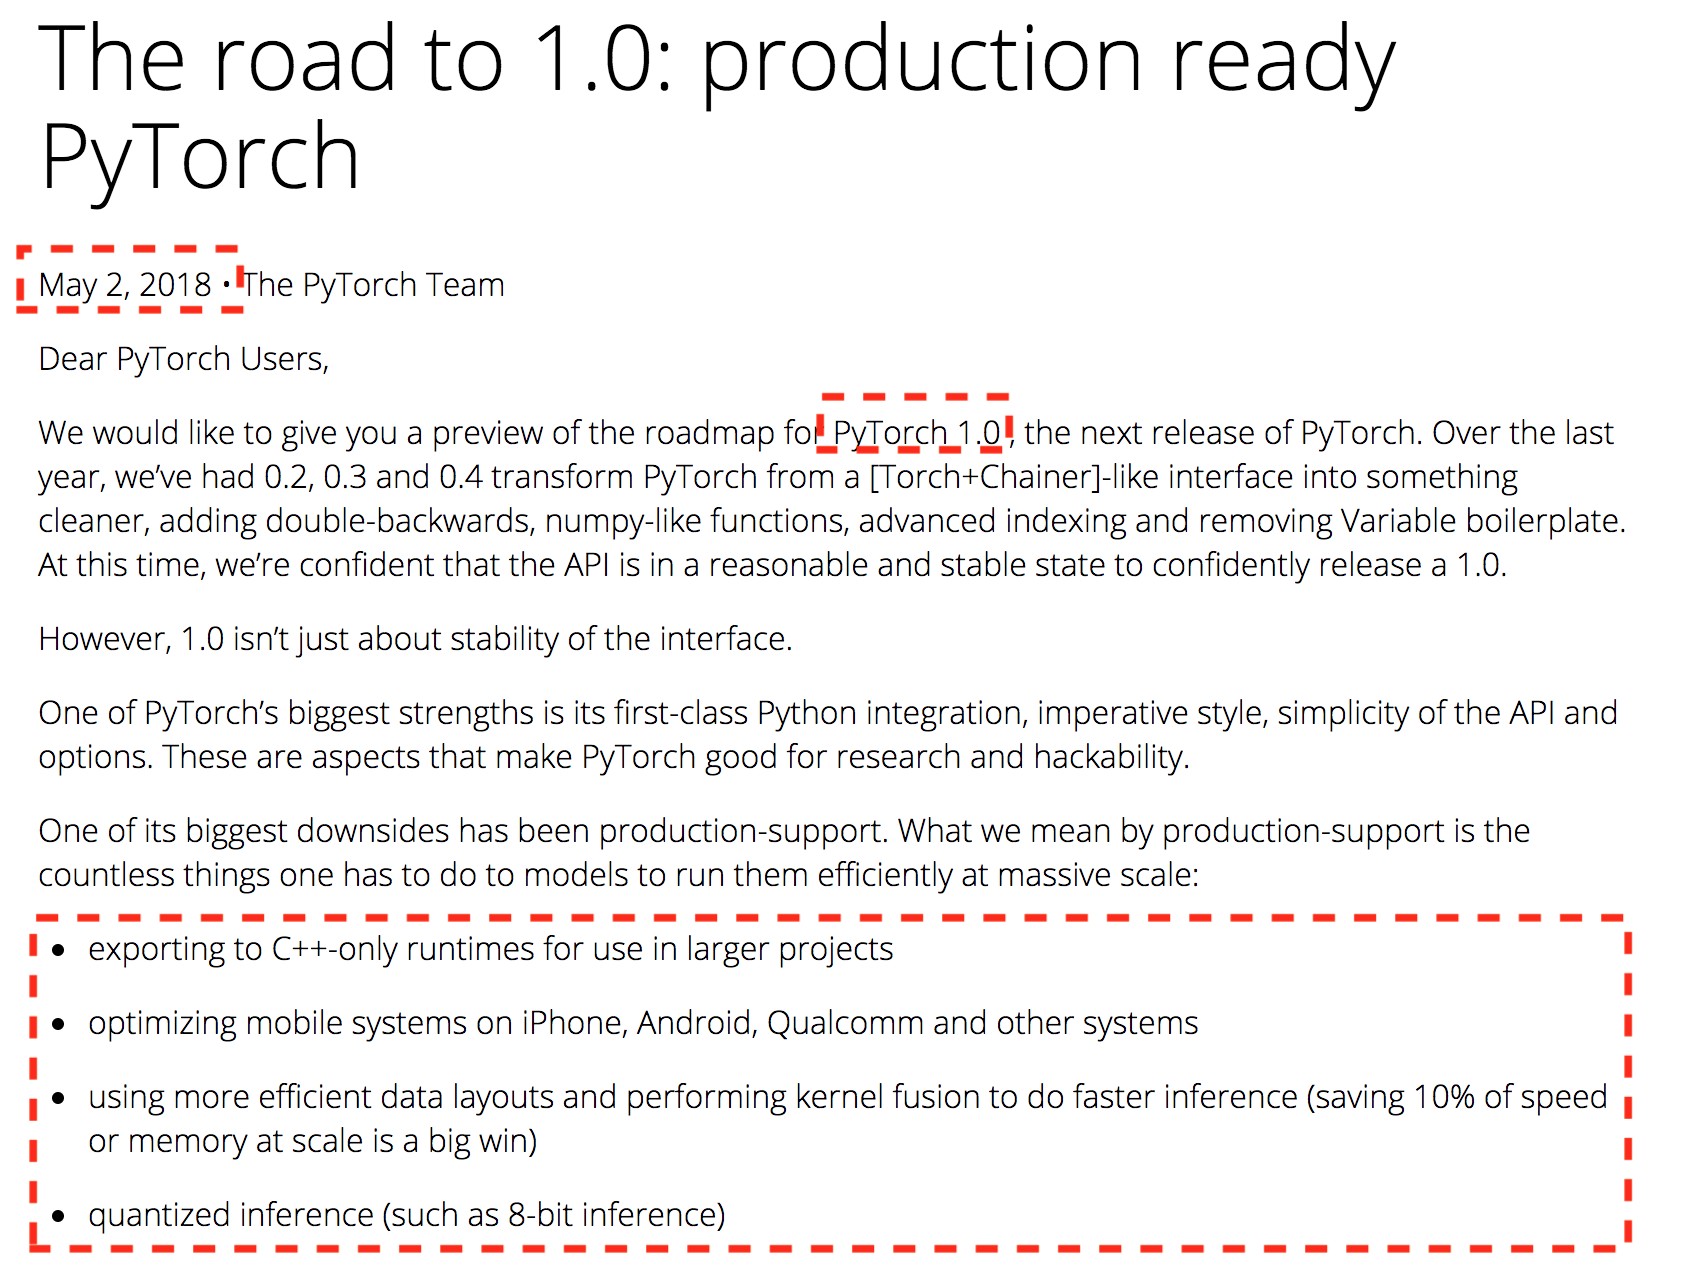 The road to 1.0: production ready
PyTorch
May 2, 2018 • The PyTorch Team
Dear PyTorch Users,
We would like to give you a preview of the roadmap for PyTorch 1.0 , the next release of PyTorch. Over the last
year, we’ve had 0.2, 0.3 and 0.4 transform PyTorch from a [Torch+Chainer]-like interface into something
cleaner, adding double-backwards, numpy-like functions, advanced indexing and removing Variable boilerplate.
At this time, we’re confident that the API is in a reasonable and stable state to confidently release a 1.0.
However, 1.0 isn’t just about stability of the interface.
One of PyTorch’s biggest strengths is its first-class Python integration, imperative style, simplicity of the API and
options. These are aspects that make PyTorch good for research and hackability.
One of its biggest downsides has been production-support. What we mean by production-support is the
countless things one has to do to models to run them efficiently at massive scale:
• exporting to C++-only runtimes for use in larger projects
• optimizing mobile systems on iPhone, Android, Qualcomm and other systems
• using more efficient data layouts and performing kernel fusion to do faster inference (saving 10% of speed
or memory at scale is a big win)
• quantized inference (such as 8-bit inference)